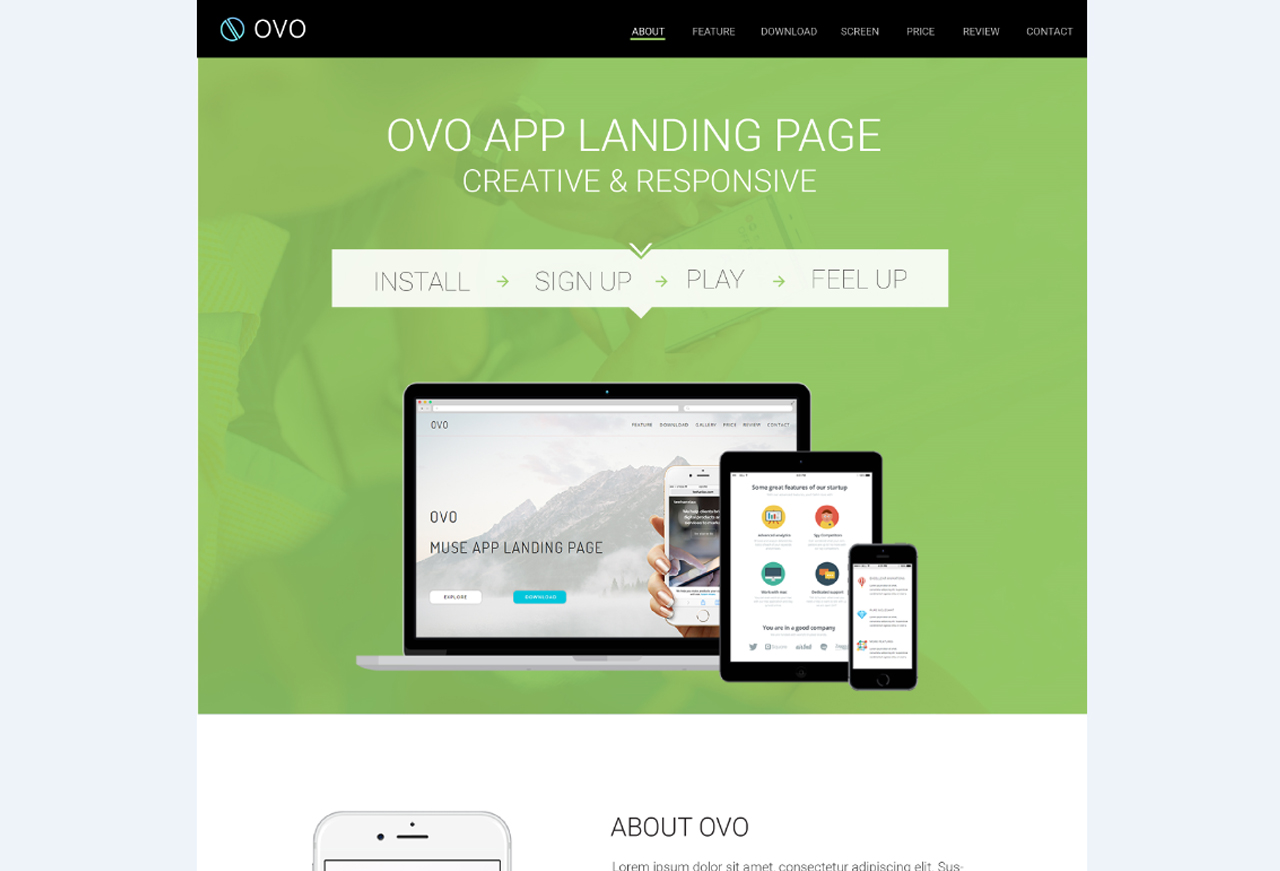 OVO
ABOUT FEATURE DOWNLOAD SCREEN PRICE REVIEW CONTACT
OVO APP LANDING PAGE
CREATIVE & RESPONSIVE
INSTALL → SIGN UP → PLAY → FEEL UP
OVO
FEATURE DOWNLOAD GALLERY PRICE REVIEW CONTACT
OVO
MUSE APP LANDING PAGE
EXPLORE DOWNLOAD
Some great features of our startup
Advanced analytics Spy Competitors
Work with mac Dedicated support
You are in a good company
ABOUT OVO
Lorem ipsum dolor sit amet, consectetur adipiscing elit. Sus-